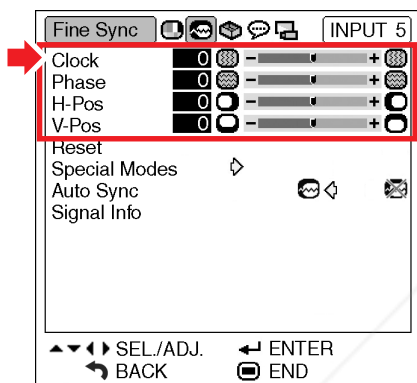 Fine Sync INPUT 5
Clock 0 - +
Phase 0 - +
H-Pos 0 - +
V-Pos 0 - +
Reset
Special Modes
Auto Sync
Signal Info
SEL./ADJ. ENTER
BACK END